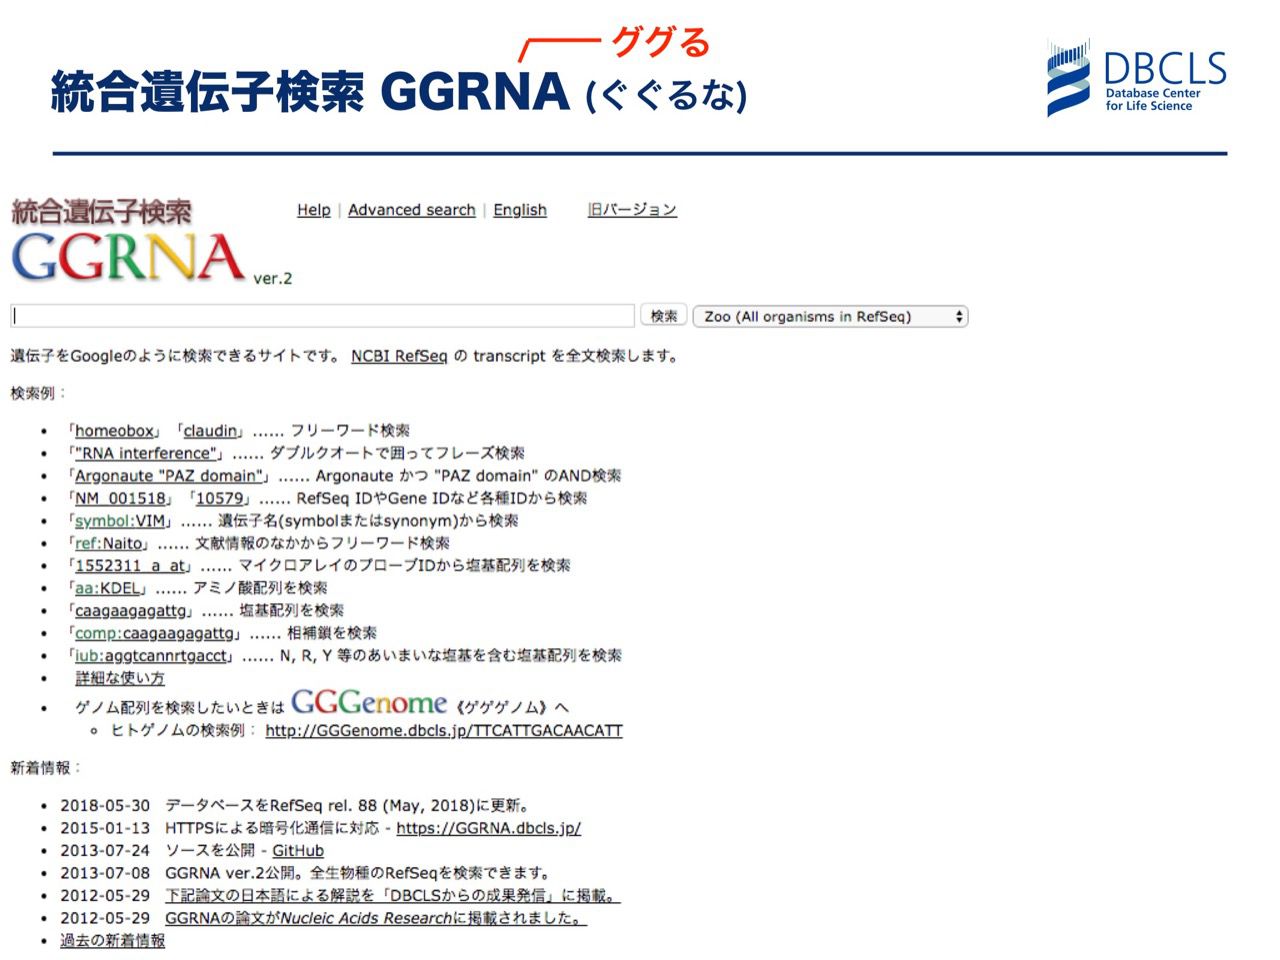 ググる
統合遺伝子検索 GGRNA (ぐぐるな)
DBCLS
Database Center
for Life Science
統合遺伝子検索
GGRNA ver.2
Help | Advanced search | English 旧バージョン
検索 Zoo (All organisms in RefSeq)
遺伝子をGoogleのように検索できるサイトです。 NCBI RefSeq の transcript を全文検索します。
検索例：
• 「homeobox」 「claudin」...... フリーワード検索
• 「"RNA interference"」...... ダブルクオートで囲ってフレーズ検索
• 「Argonaute "PAZ domain"」...... Argonaute かつ "PAZ domain" のAND検索
• 「NM_001518」 「10579」...... RefSeq IDやGene IDなど各種IDから検索
• 「symbol:VIM」...... 遺伝子名(symbolまたはsynonym)から検索
• 「ref:Naito」...... 文献情報のなかからフリーワード検索
• 「1552311_a_at」...... マイクロアレイのプローブIDから塩基配列を検索
• 「aa:KDEL」...... アミノ酸配列を検索
• 「caagaagagattg」...... 塩基配列を検索
• 「comp:caagaagagattg」...... 相補鎖を検索
• 「iub:aggtcannrtgacct」...... N, R, Y 等のあいまいな塩基を含む塩基配列を検索
• 詳細な使い方
• ゲノム配列を検索したいときは GGGenome 《ゲゲゲノム》へ
○ ヒトゲノムの検索例： http://GGGenome.dbcls.jp/TTCATTGACAACATT
新着情報：
• 2018-05-30 データベースをRefSeq rel. 88 (May, 2018)に更新。
• 2015-01-13 HTTPSによる暗号化通信に対応 - https://GGRNA.dbcls.jp/
• 2013-07-24 ソースを公開 - GitHub
• 2013-07-08 GGRNA ver.2公開。全生物種のRefSeqを検索できます。
• 2012-05-29 下記論文の日本語による解説を「DBCLSからの成果発信」に掲載。
• 2012-05-29 GGRNAの論文がNucleic Acids Researchに掲載されました。
• 過去の新着情報